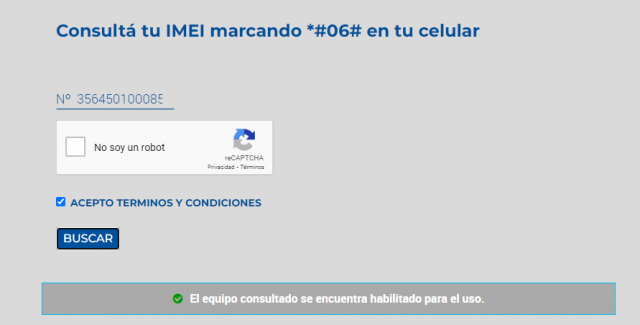 Consultá tu IMEI marcando *#06# en tu celular
Nº 356450100085
No soy un robot
reCAPTCHA
Privacidad - Términos
ACEPTO TERMINOS Y CONDICIONES
BUSCAR
El equipo consultado se encuentra habilitado para el uso.